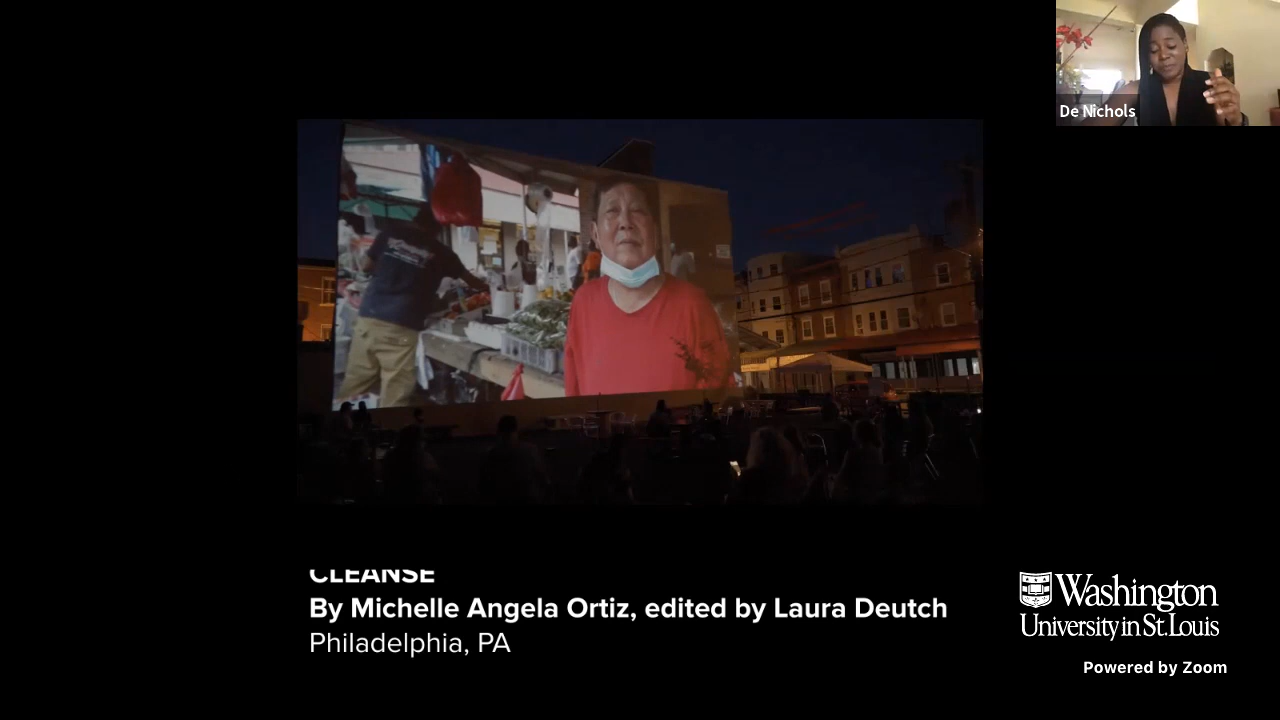 De Nichols
CLEANSE
By Michelle Angela Ortiz, edited by Laura Deutch
Philadelphia, PA
Washington
University in St. Louis
Powered by Zoom